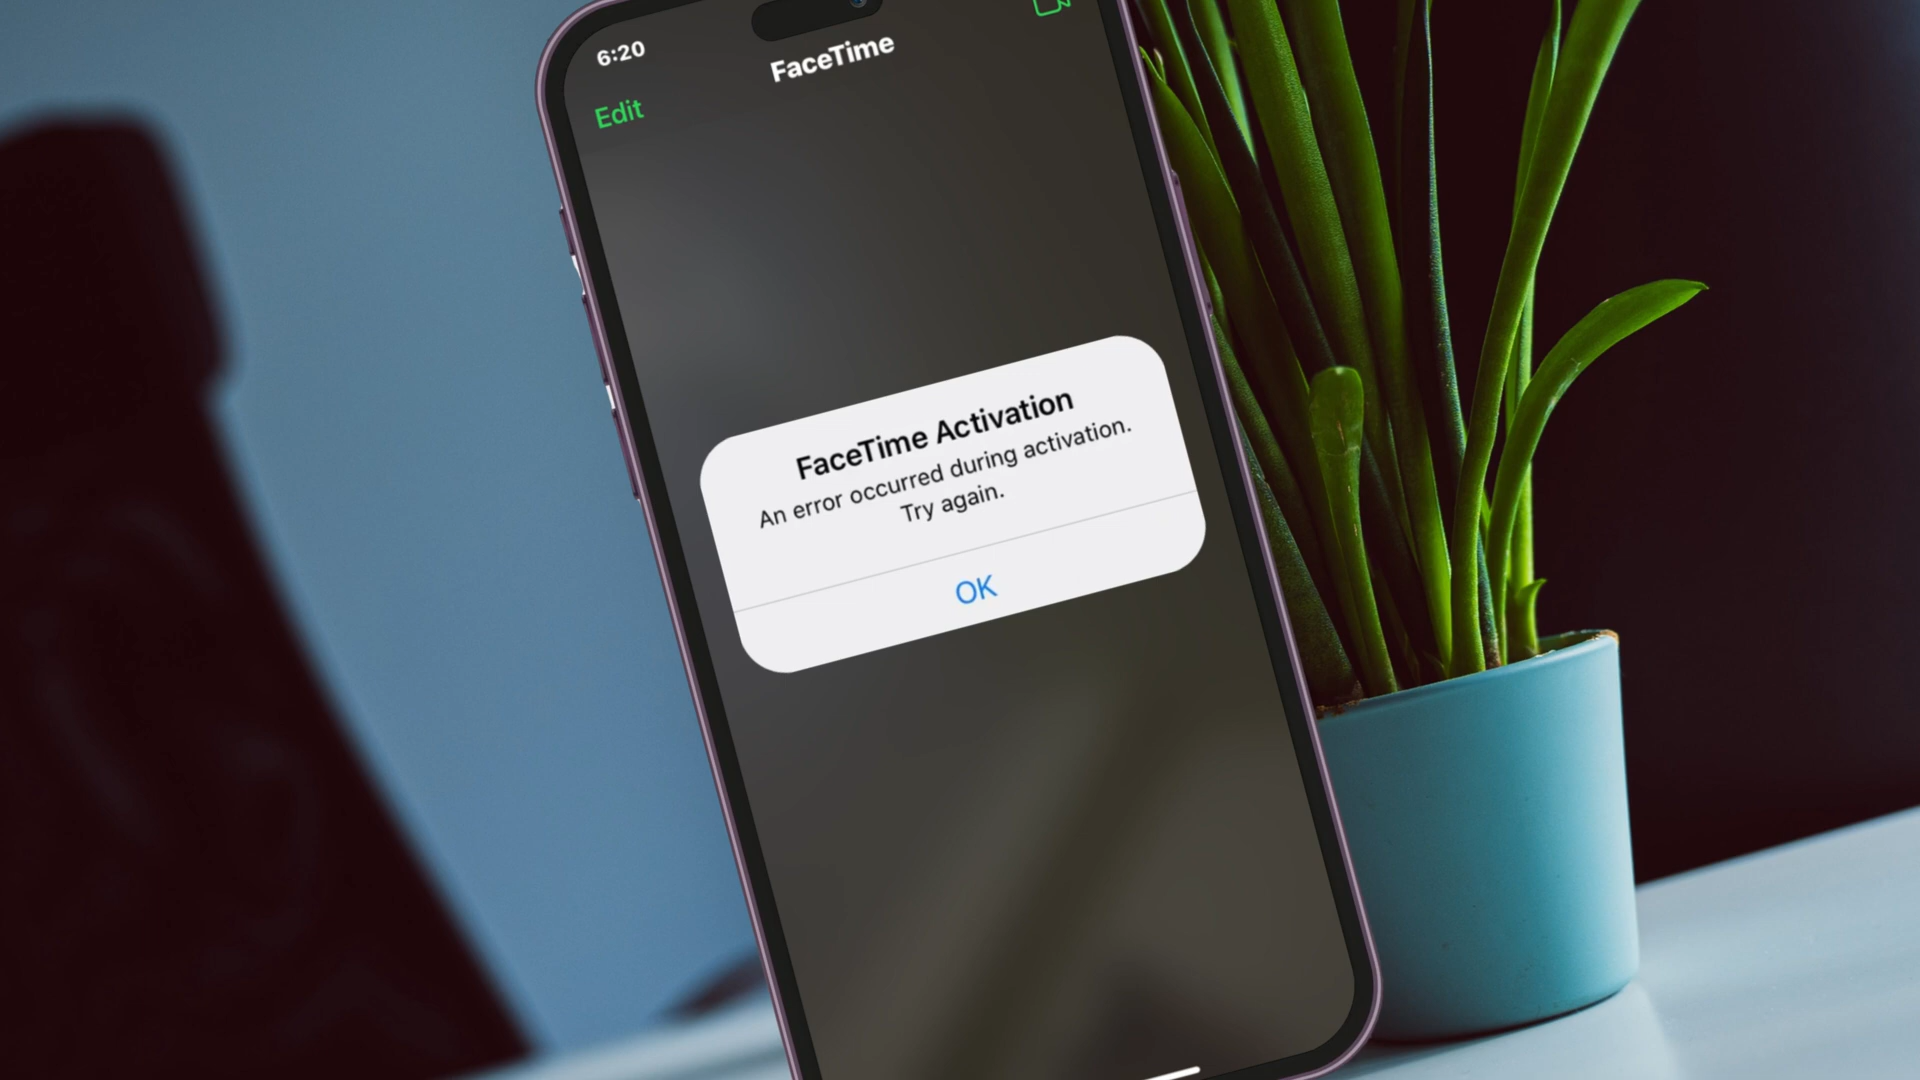 6:20
FaceTime
Edit
FaceTime Activation
An error occurred during activation.
Try again.
OK